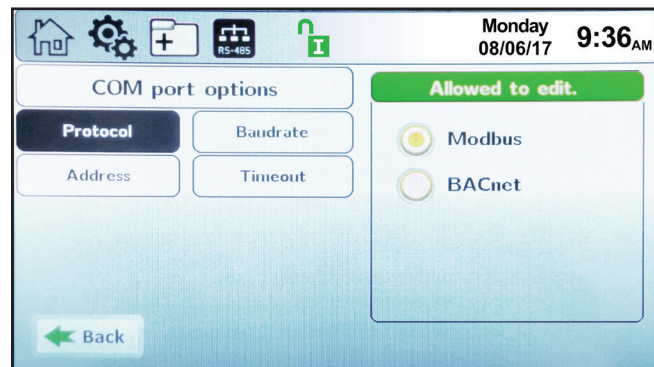 RS-485
I
Monday
08/06/17
9:36AM
COM port options
Allowed to edit.
Protocol
Baudrate
Address
Timeout
Modbus
BACnet
Back